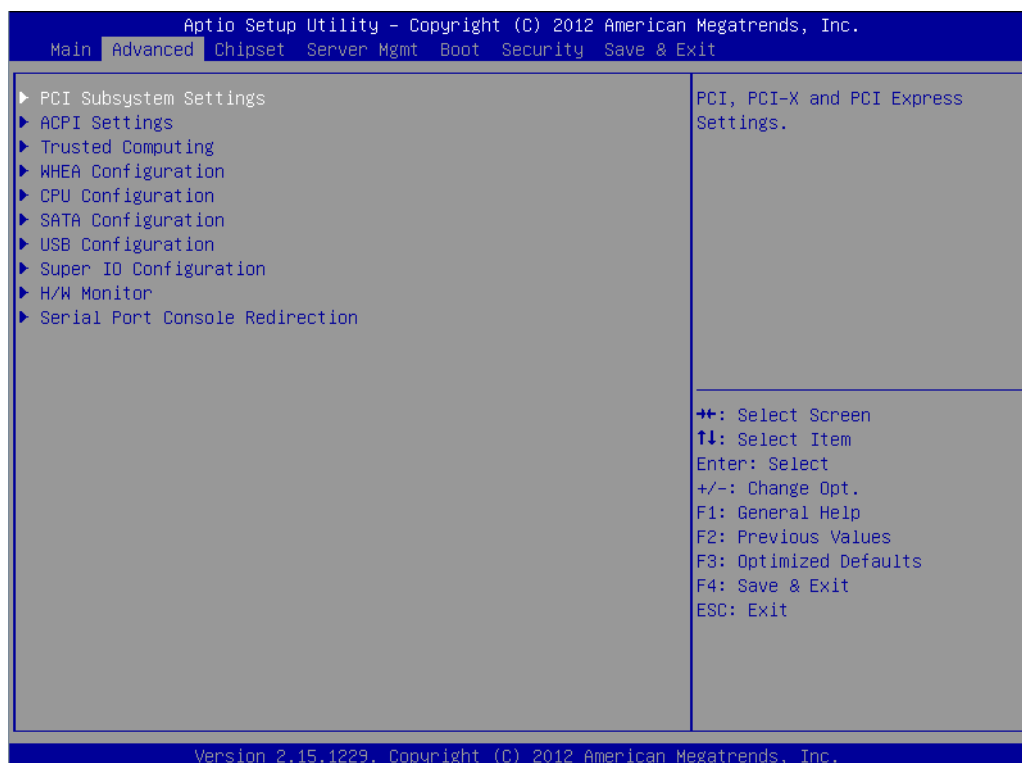 Aptio Setup Utility – Copyright (C) 2012 American Megatrends, Inc.
Main Advanced Chipset Server Mgmt Boot Security Save & Exit
PCI Subsystem Settings
ACPI Settings
Trusted Computing
WHEA Configuration
CPU Configuration
SATA Configuration
USB Configuration
Super IO Configuration
H/W Monitor
Serial Port Console Redirection
PCI, PCI-X and PCI Express
Settings.
→←: Select Screen
↑↓: Select Item
Enter: Select
+/-: Change Opt.
F1: General Help
F2: Previous Values
F3: Optimized Defaults
F4: Save & Exit
ESC: Exit
Version 2.15.1229. Copyright (C) 2012 American Megatrends, Inc.